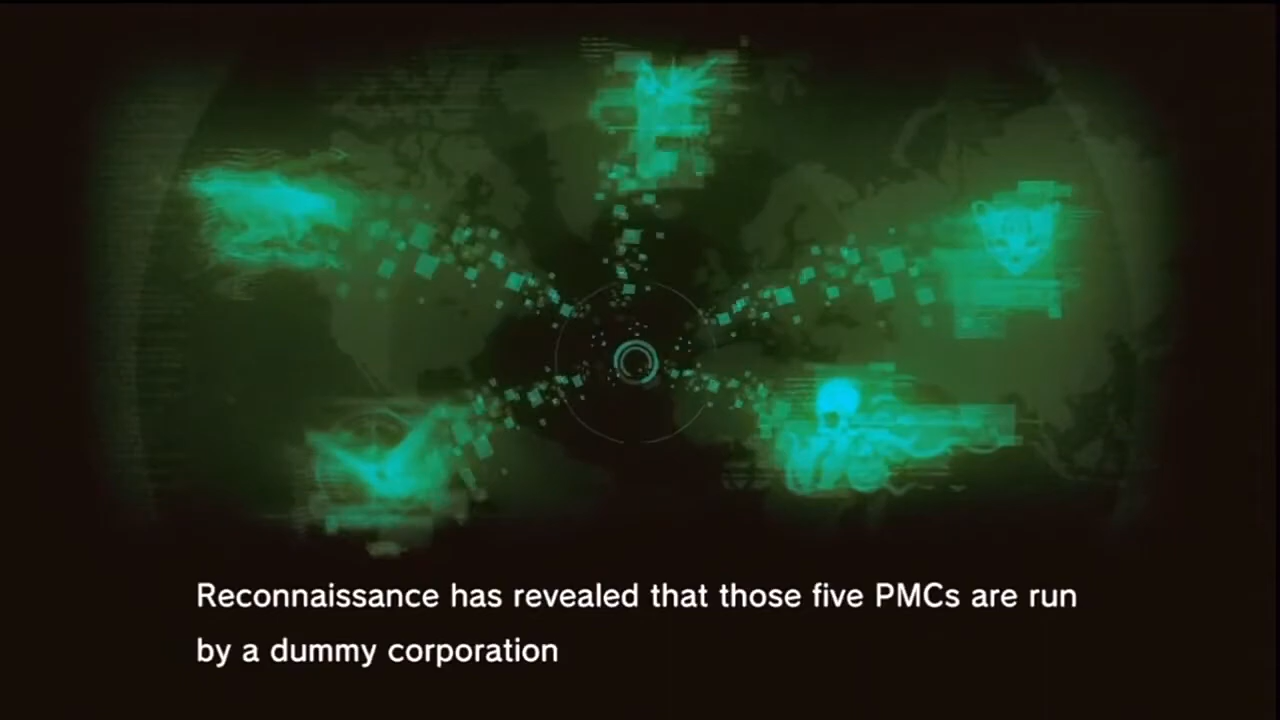 Reconnaissance has revealed that those five PMCs are run
by a dummy corporation